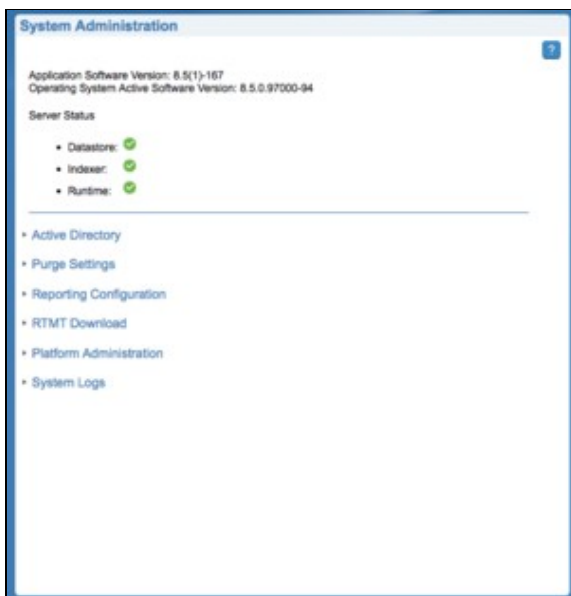 System Administration
?
Application Software Version: 8.5(1)-167
Operating System Active Software Version: 8.5.0.97000-94
Server Status
• Datastore:
• Indexer:
• Runtime:
Active Directory
Purge Settings
Reporting Configuration
RTMT Download
Platform Administration
System Logs